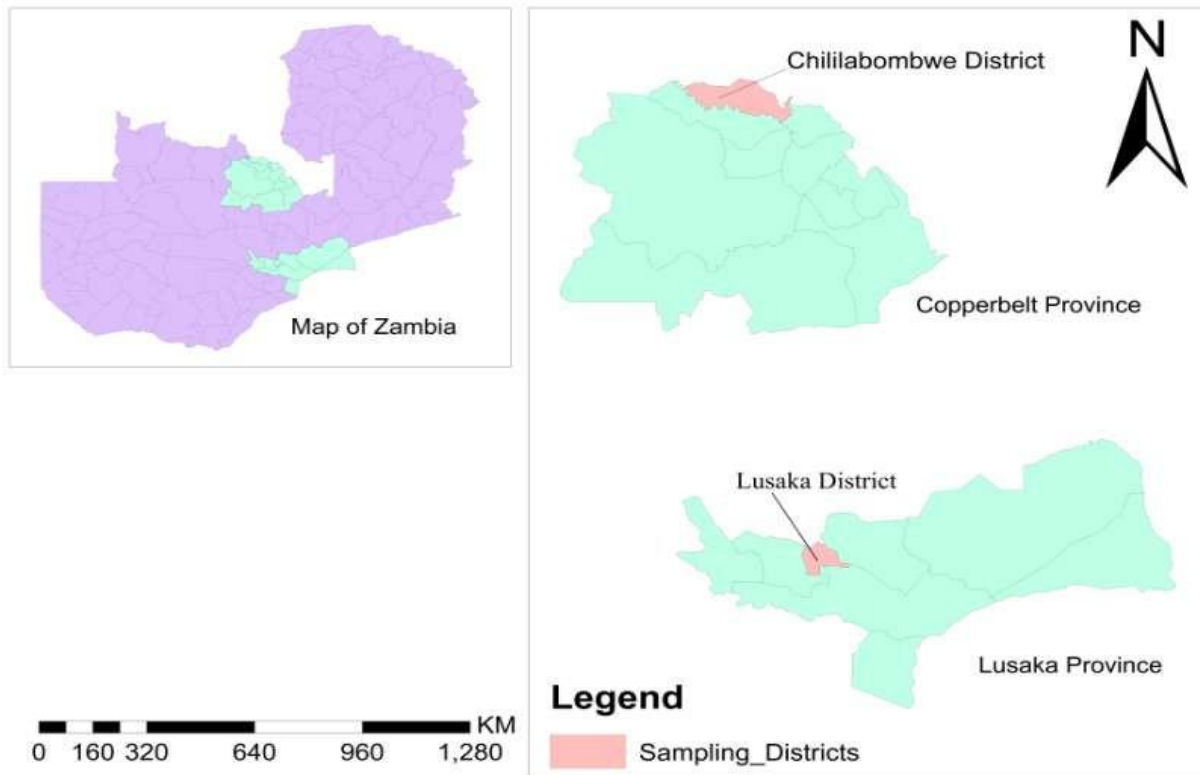 Map of Zambia
N
Chililabombwe District
Copperbelt Province
Lusaka District
Lusaka Province
Legend
Sampling_Districts
KM
0 160 320 640 960 1,280